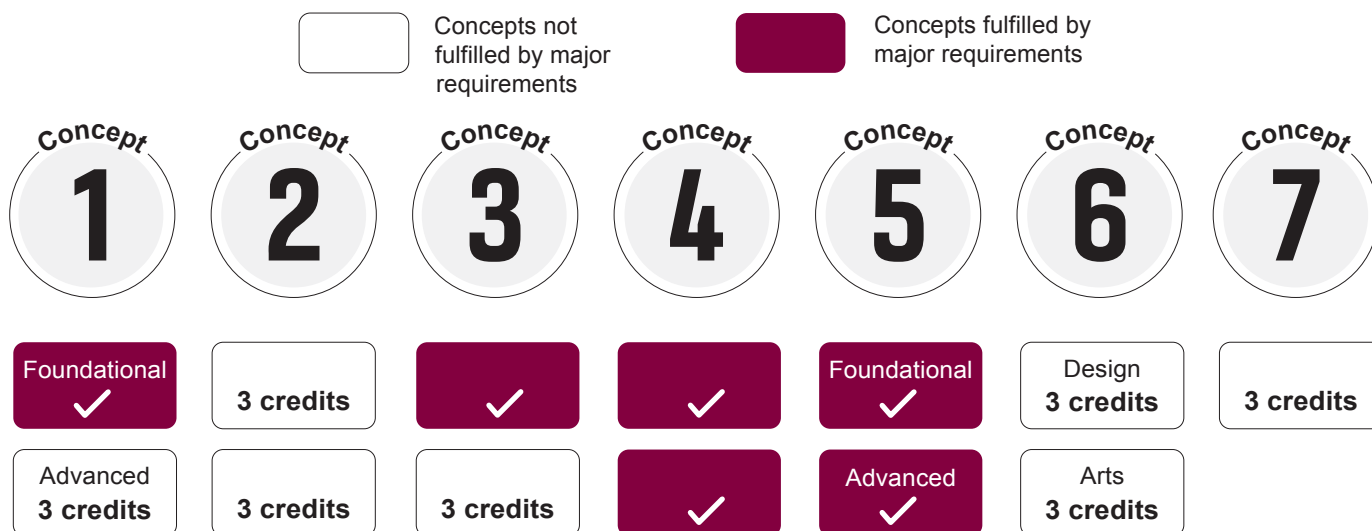 Concepts not
fulfilled by major
requirements
Concepts fulfilled by
major requirements
Concept
1
Concept
2
Concept
3
Concept
4
Concept
5
Concept
6
Concept
7
Foundational
3 credits
Foundational
Design
3 credits
3 credits
Advanced
3 credits
3 credits
3 credits
Advanced
Arts
3 credits